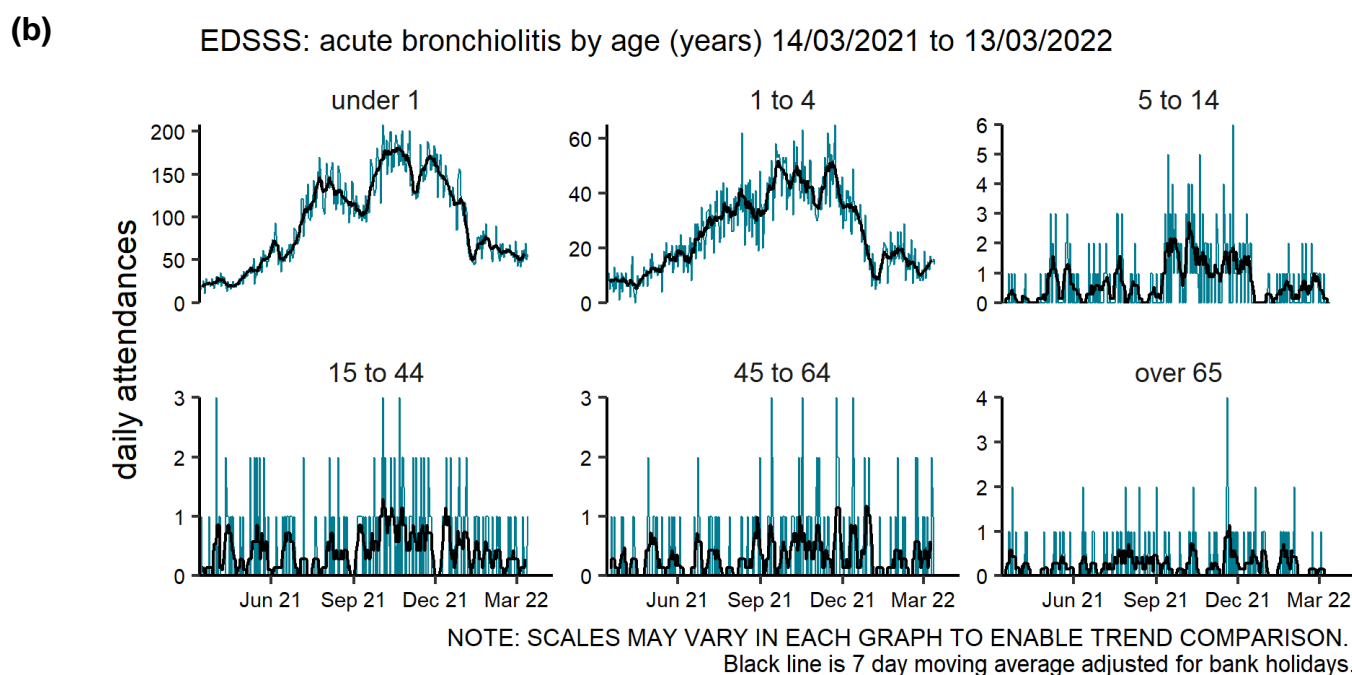 (b)
EDSSS: acute bronchiolitis by age (years) 14/03/2021 to 13/03/2022
daily attendances
under 1
200
150
100
50
0
1 to 4
60
40
20
0
5 to 14
6
5
4
3
2
1
0
15 to 44
3
2
1
0
Jun 21 Sep 21 Dec 21 Mar 22
45 to 64
3
2
1
0
Jun 21 Sep 21 Dec 21 Mar 22
over 65
4
3
2
1
0
Jun 21 Sep 21 Dec 21 Mar 22
NOTE: SCALES MAY VARY IN EACH GRAPH TO ENABLE TREND COMPARISON.
Black line is 7 day moving average adjusted for bank holidays.